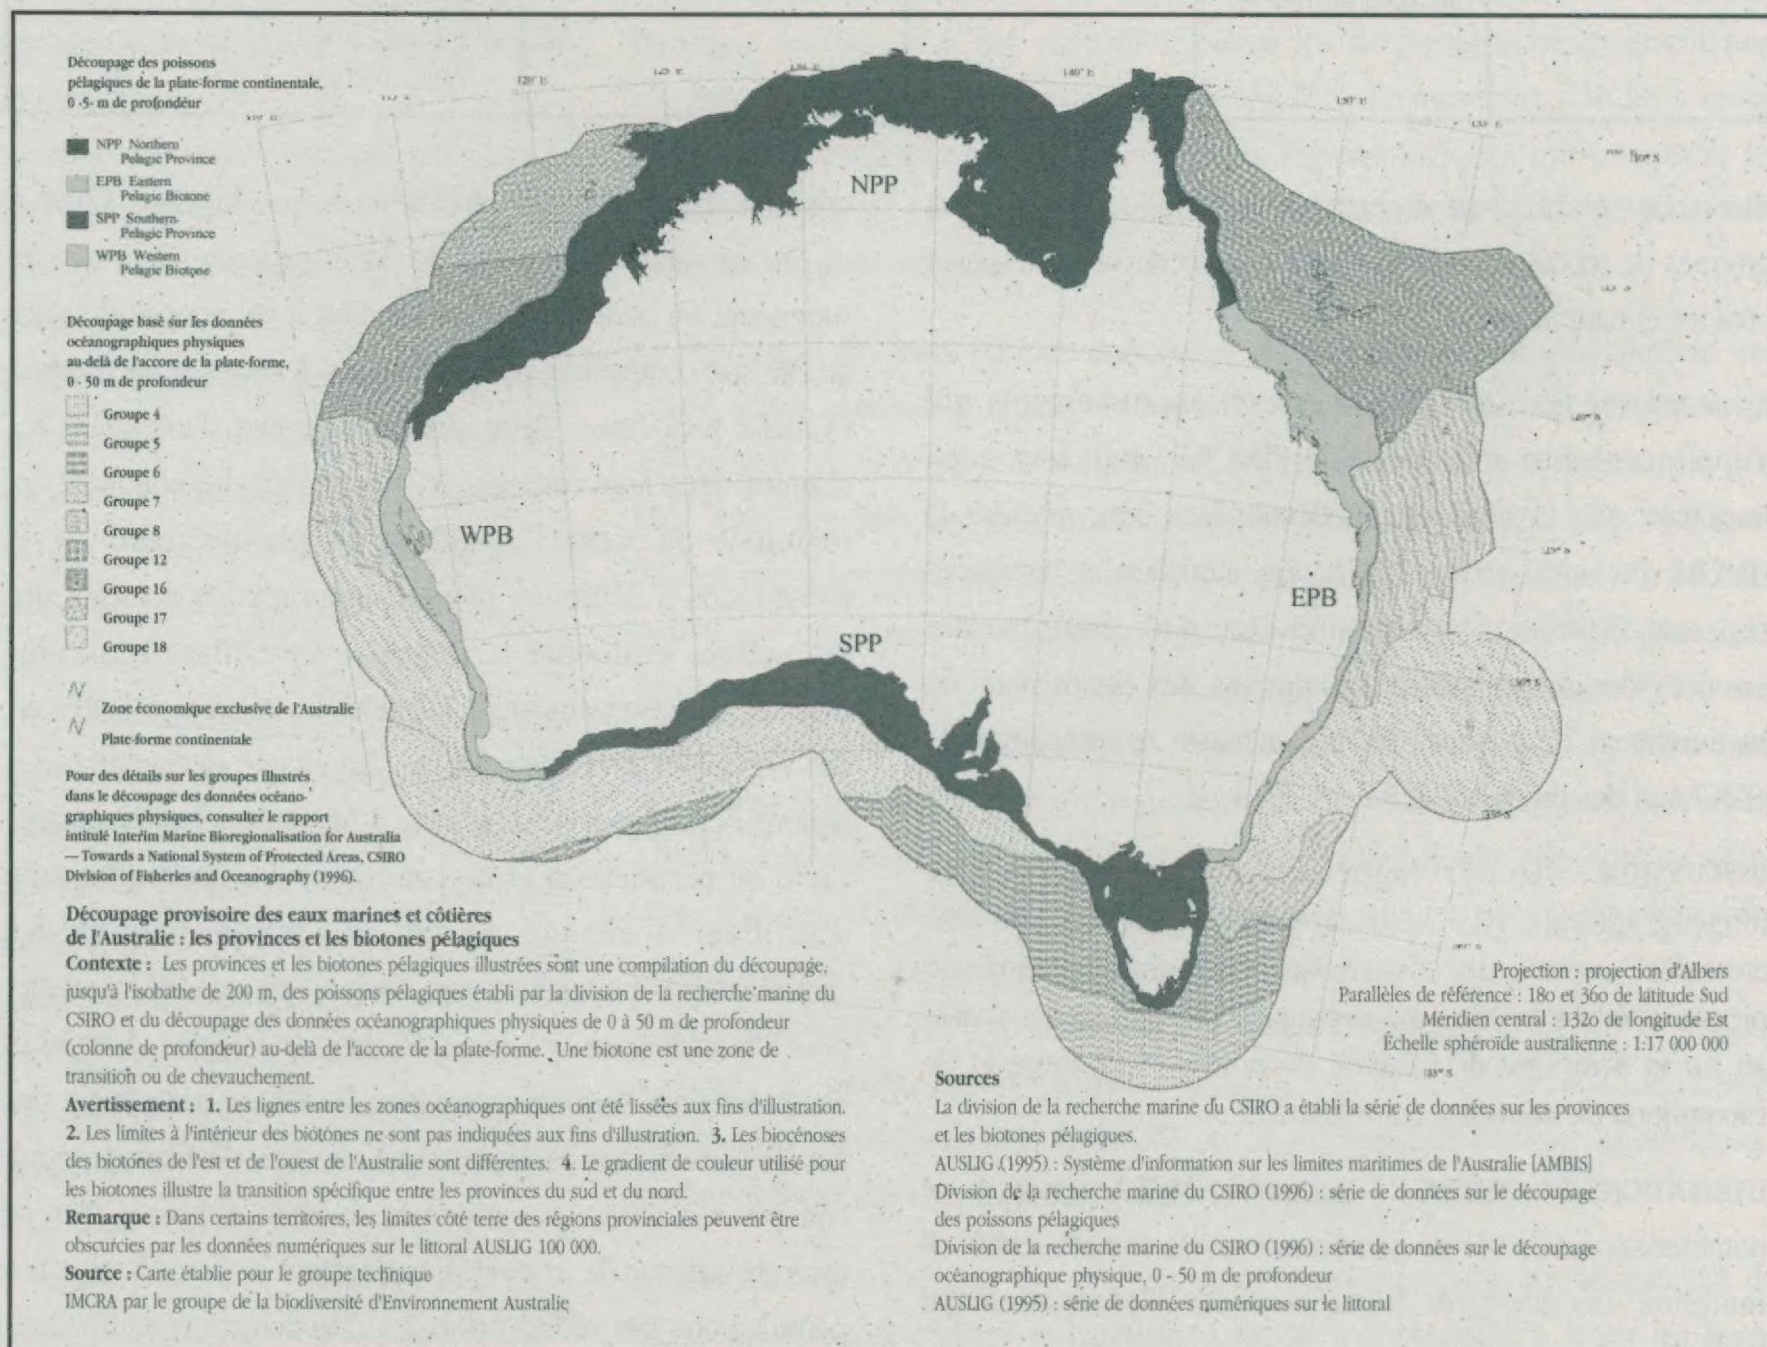 Découpage des poissons
pélagiques de la plate-forme continentale,
0 -5- m de profondeur
NPP Northern
Pelagic Province
EPB Eastern
Pelagic Biotone
SPP Southern
Pelagic Province
WPB Western
Pelagic Biotone
Découpage basé sur les données
océanographiques physiques
au-delà de l'accore de la plate-forme,
0 - 50 m de profondeur
Groupe 4
Groupe 5
Groupe 6
Groupe 7
Groupe 8
Groupe 12
Groupe 16
Groupe 17
Groupe 18
Zone économique exclusive de l'Australie
Plate-forme continentale
Pour des détails sur les groupes illustrés
dans le découpage des données océano-
graphiques physiques, consulter le rapport
intitulé Interim Marine Bioregionalisation for Australia
— Towards a National System of Protected Areas, CSIRO
Division of Fisheries and Oceanography (1996).
120° E
140° E
150° E
NPP
WPB
EPB
SPP
Découpage provisoire des eaux marines et côtières
de l'Australie : les provinces et les biotones pélagiques
Contexte : Les provinces et les biotones pélagiques illustrées sont une compilation du découpage,
jusqu'à l'isobathe de 200 m, des poissons pélagiques établi par la division de la recherche marine du
CSIRO et du découpage des données océanographiques physiques de 0 à 50 m de profondeur
(colonne de profondeur) au-delà de l'accore de la plate-forme. Une biotone est une zone de
transition ou de chevauchement.
Avertissement : 1. Les lignes entre les zones océanographiques ont été lissées aux fins d'illustration.
2. Les limites à l'intérieur des biotones ne sont pas indiquées aux fins d'illustration. 3. Les biocénoses
des biotones de l'est et de l'ouest de l'Australie sont différentes. 4. Le gradient de couleur utilisé pour
les biotones illustre la transition spécifique entre les provinces du sud et du nord.
Remarque : Dans certains territoires, les limites côté terre des régions provinciales peuvent être
obscurcies par les données numériques sur le littoral AUSLIG 100 000.
Source : Carte établie pour le groupe technique
IMCRA par le groupe de la biodiversité d'Environnement Australie
Projection : projection d'Albers
Parallèles de référence : 18o et 36o de latitude Sud
Méridien central : 132o de longitude Est
Échelle sphéroïde australienne : 1:17 000 000
Sources
La division de la recherche marine du CSIRO a établi la série de données sur les provinces
et les biotones pélagiques.
AUSLIG (1995) : Système d'information sur les limites maritimes de l'Australie [AMBIS]
Division de la recherche marine du CSIRO (1996) : série de données sur le découpage
des poissons pélagiques
Division de la recherche marine du CSIRO (1996) : série de données sur le découpage
océanographique physique, 0 - 50 m de profondeur
AUSLIG (1995) : série de données numériques sur le littoral